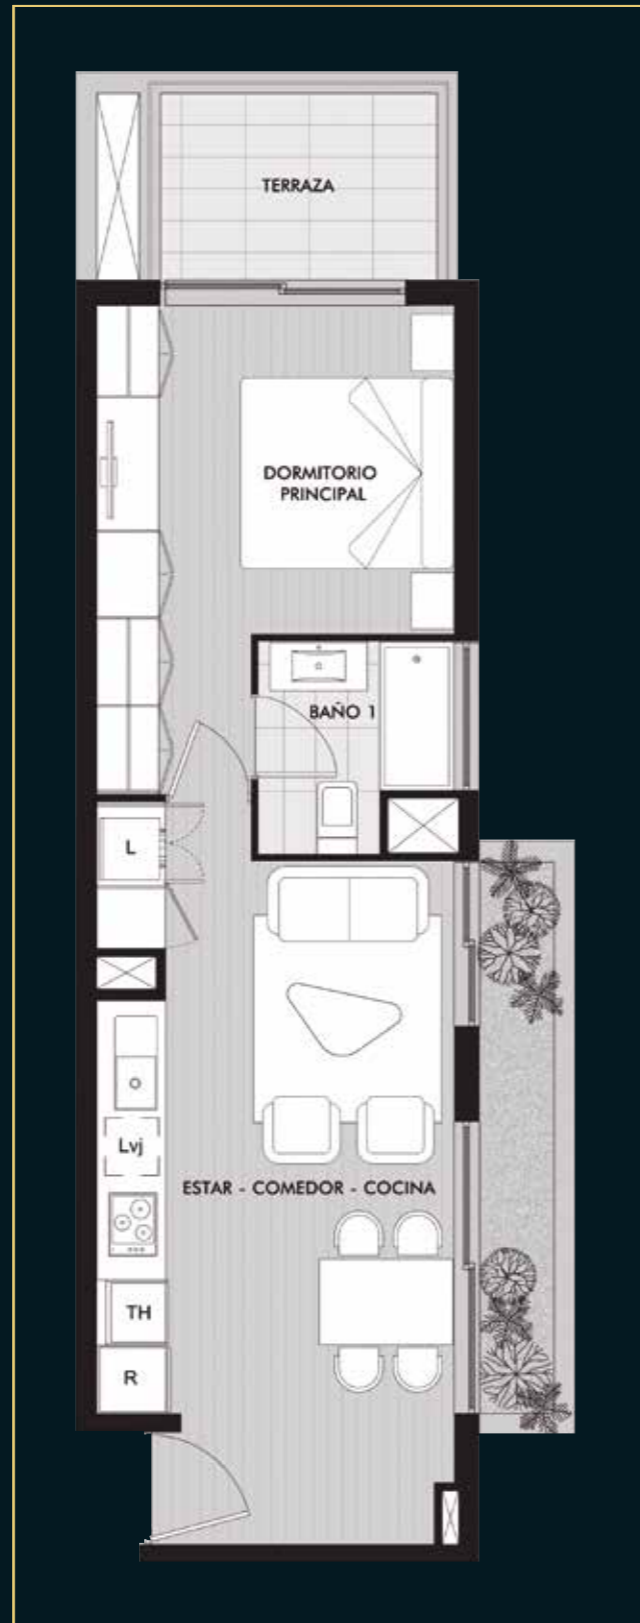 TERRAZA
DORMITORIO
PRINCIPAL
BAÑO 1
L
Lvj
ESTAR - COMEDOR - COCINA
TH
R